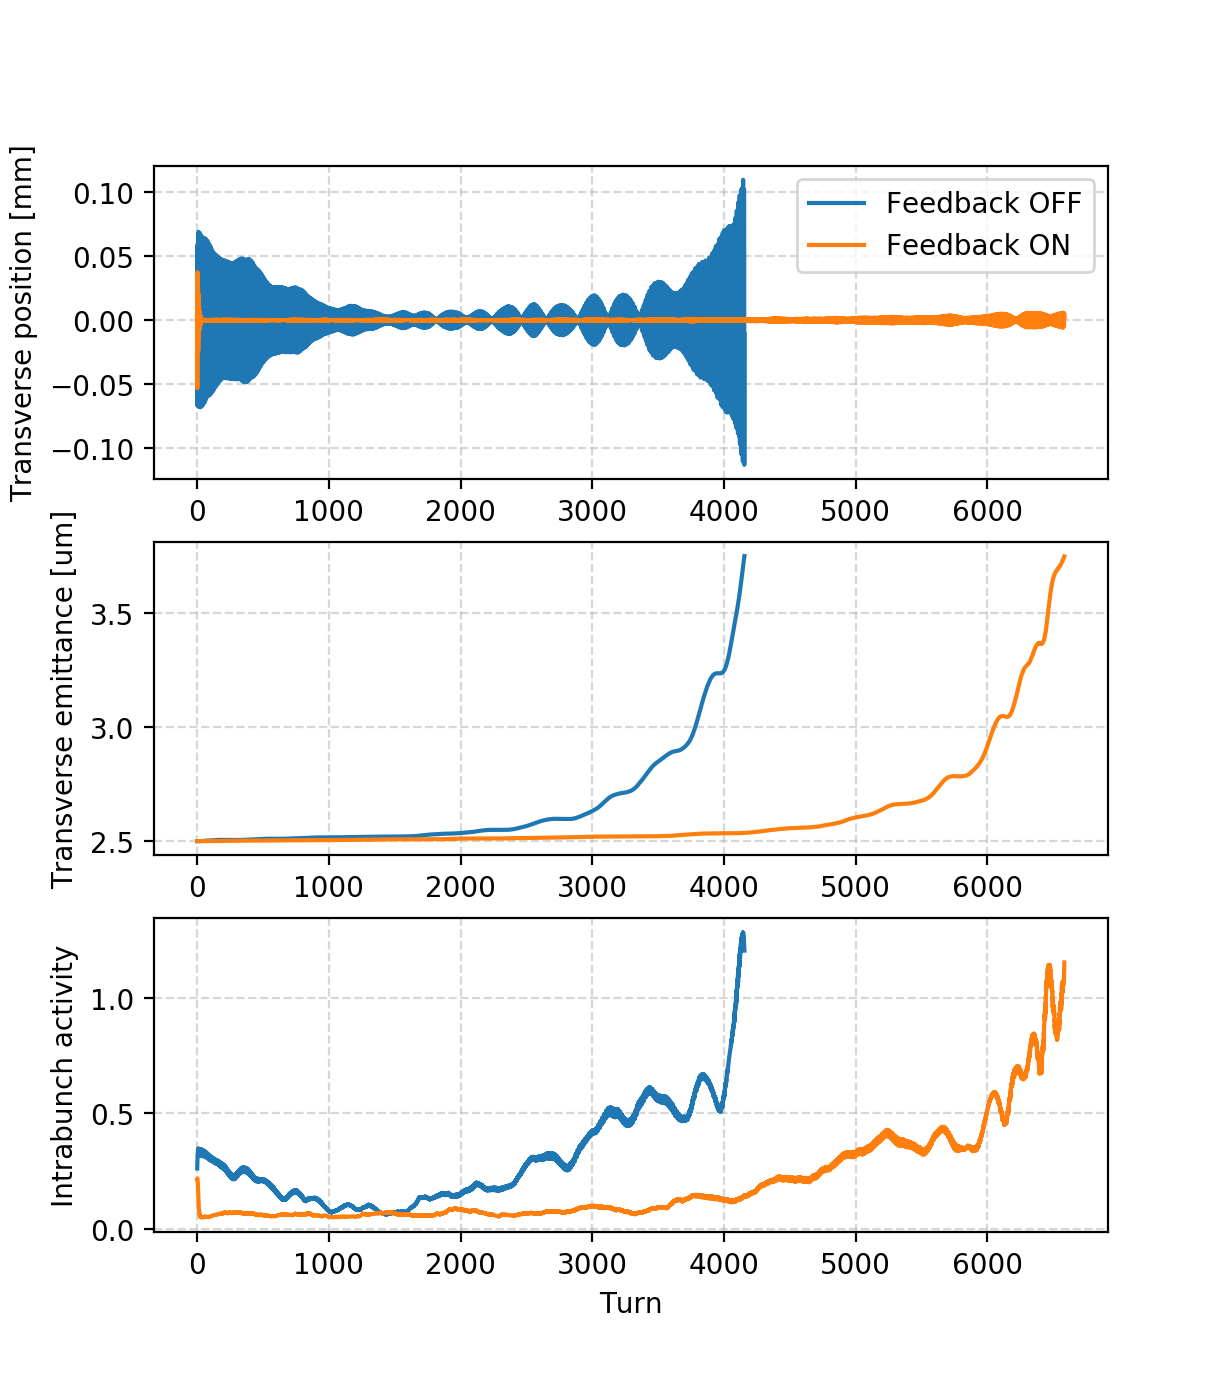 Transverse position [mm]
0.10
0.05
0.00
−0.05
−0.10
Feedback OFF
Feedback ON
0 1000 2000 3000 4000 5000 6000
Transverse emittance [um]
3.5
3.0
2.5
0 1000 2000 3000 4000 5000 6000
Intrabunch activity
1.0
0.5
0.0
0 1000 2000 3000 4000 5000 6000
Turn